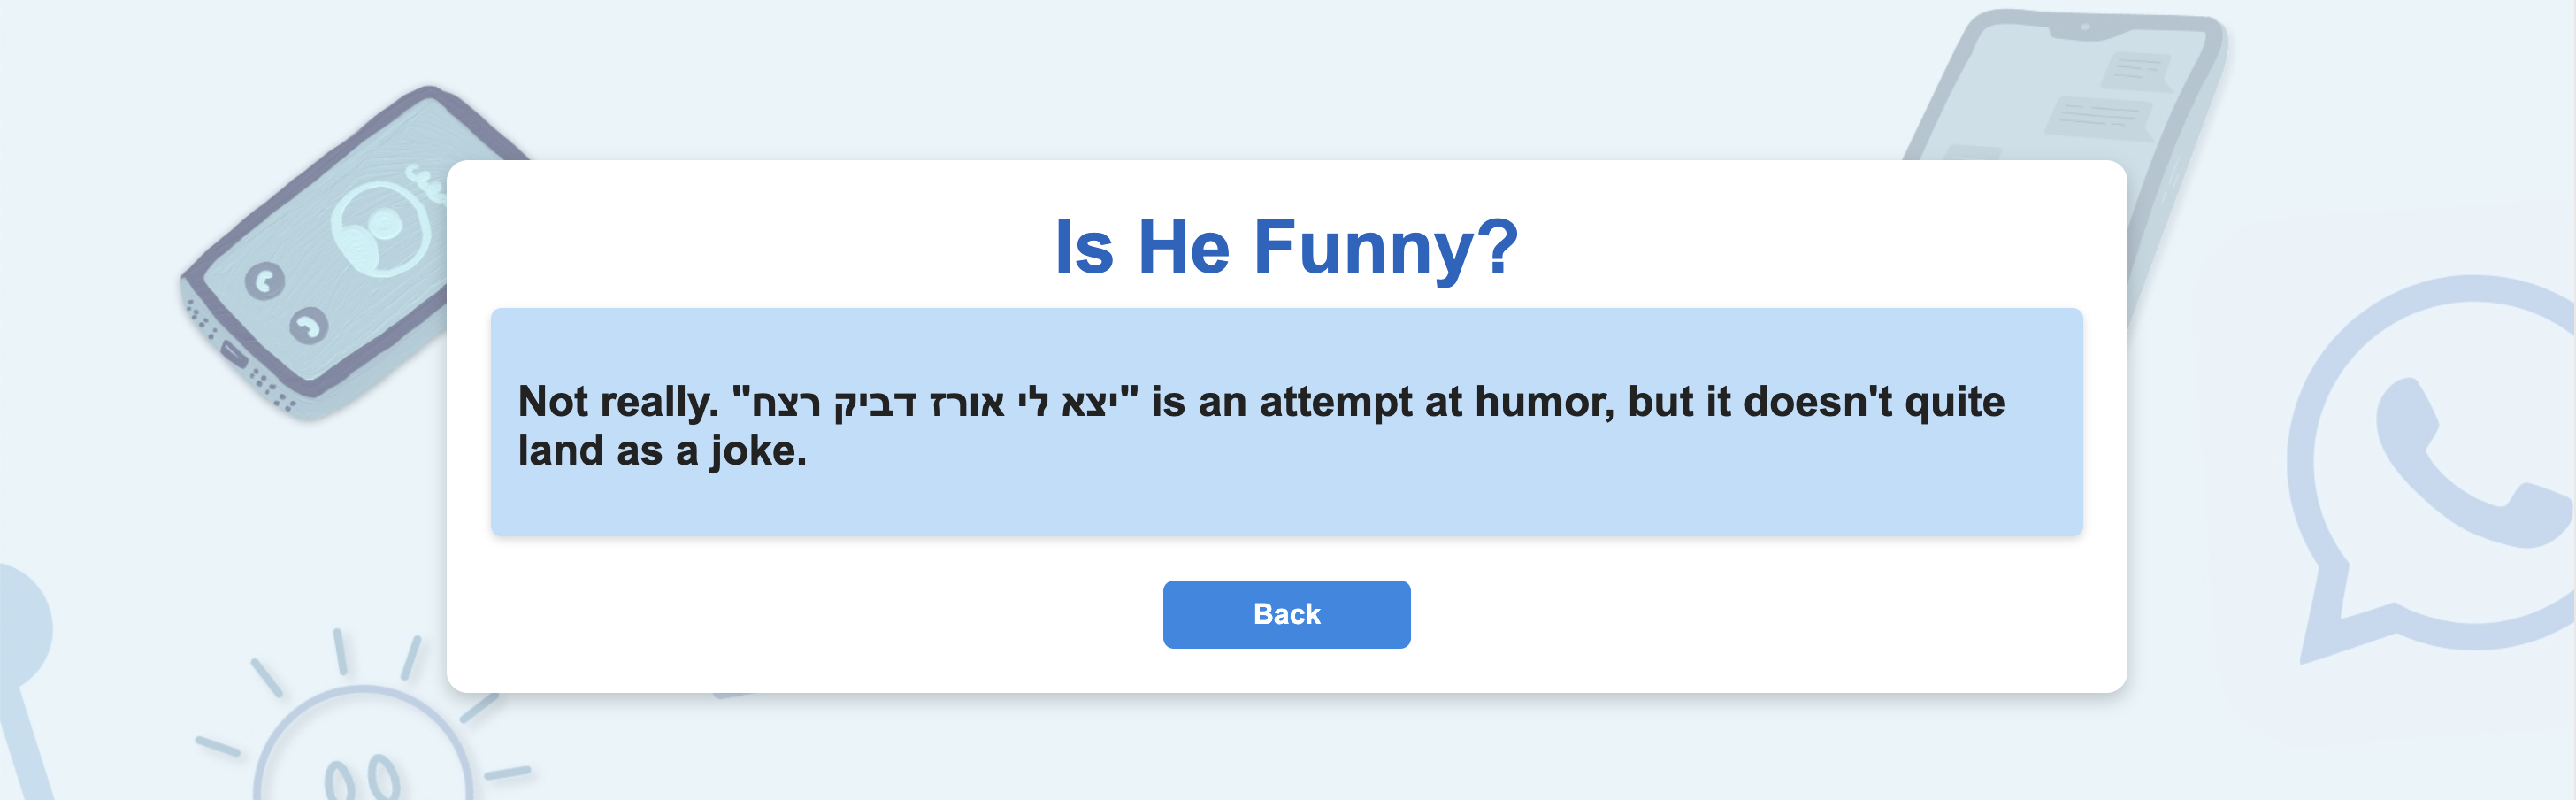 Is He Funny?
Not really. "יצא לי אורז דביק רצח" is an attempt at humor, but it doesn't quite
land as a joke.
Back